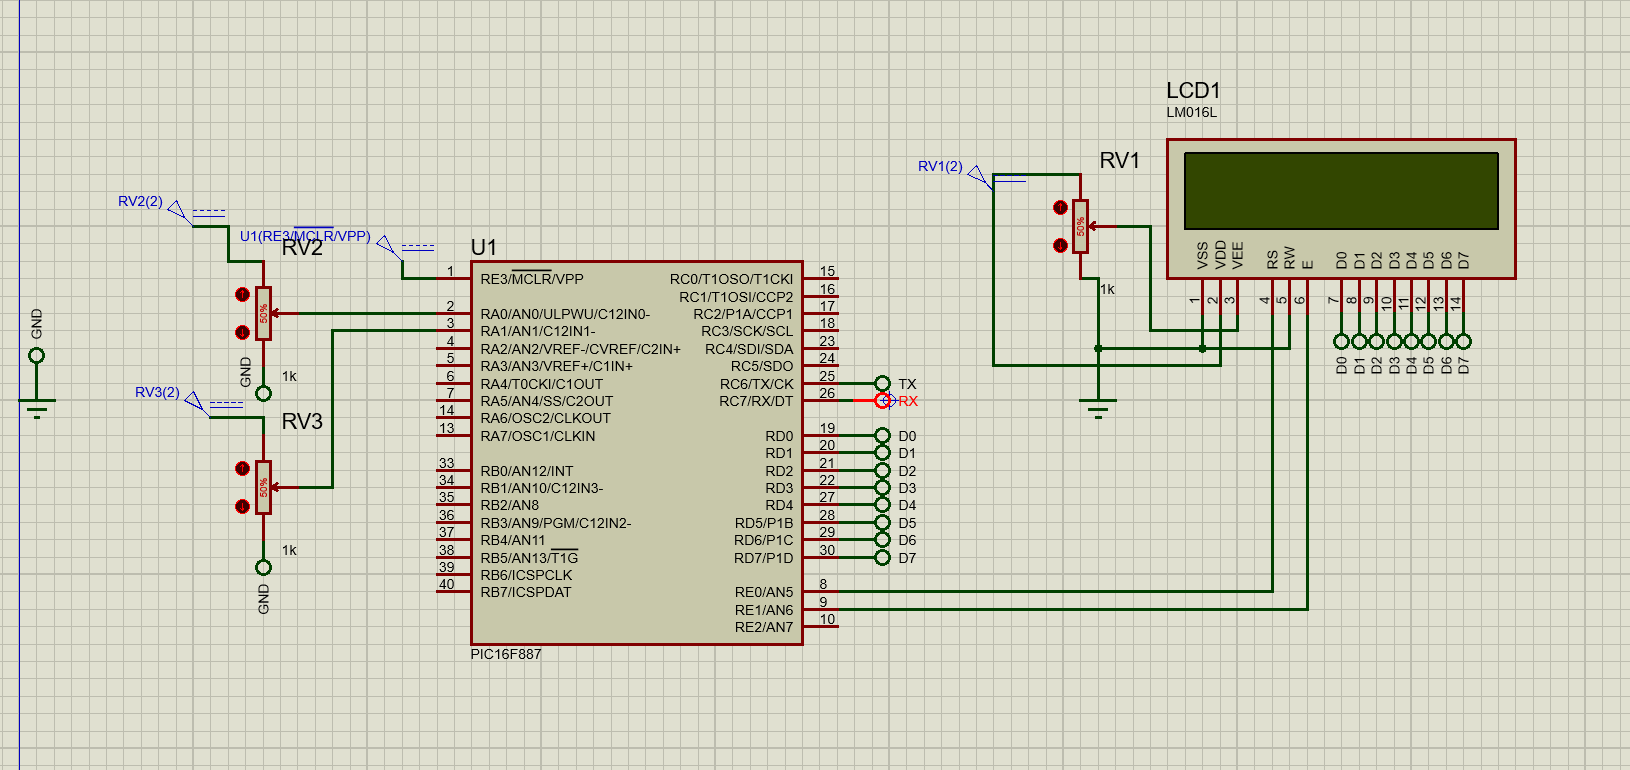 LCD1
LM016L
RV1
RV1(2)
50%
1k
VSS
VDD
VEE
RS
RW
E
D0
D1
D2
D3
D4
D5
D6
D7
1
2
3
4
5
6
7
8
9
10
11
12
13
14
D0
D1
D2
D3
D4
D5
D6
D7
RV2(2)
U1(RE3/MCLR/VPP)
RV2
50%
1k
GND
GND
RV3(2)
RV3
50%
1k
GND
U1
1 RE3/MCLR/VPP
2 RA0/AN0/ULPWU/C12IN0-
3 RA1/AN1/C12IN1-
4 RA2/AN2/VREF-/CVREF/C2IN+
5 RA3/AN3/VREF+/C1IN+
6 RA4/T0CKI/C1OUT
7 RA5/AN4/SS/C2OUT
14 RA6/OSC2/CLKOUT
13 RA7/OSC1/CLKIN
33 RB0/AN12/INT
34 RB1/AN10/C12IN3-
35 RB2/AN8
36 RB3/AN9/PGM/C12IN2-
37 RB4/AN11
38 RB5/AN13/T1G
39 RB6/ICSPCLK
40 RB7/ICSPDAT
RC0/T1OSO/T1CKI 15
RC1/T1OSI/CCP2 16
RC2/P1A/CCP1 17
RC3/SCK/SCL 18
RC4/SDI/SDA 23
RC5/SDO 24
RC6/TX/CK 25 TX
RC7/RX/DT 26 RX
RD0 19 D0
RD1 20 D1
RD2 21 D2
RD3 22 D3
RD4 27 D4
RD5/P1B 28 D5
RD6/P1C 29 D6
RD7/P1D 30 D7
RE0/AN5 8
RE1/AN6 9
RE2/AN7 10
PIC16F887